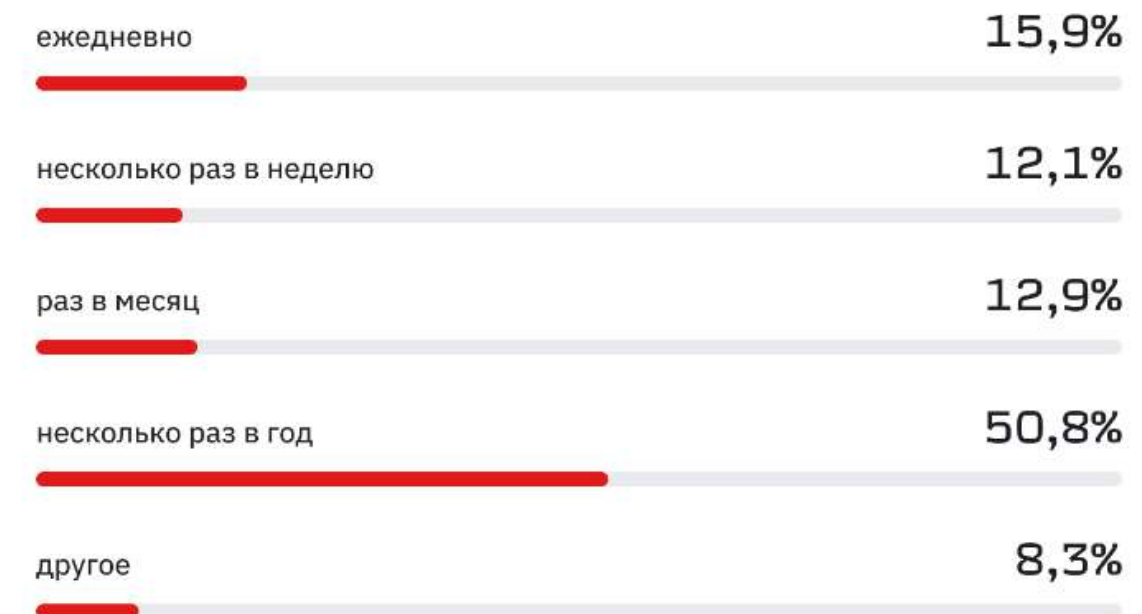 ежедневно 15,9%
несколько раз в неделю 12,1%
раз в месяц 12,9%
несколько раз в год 50,8%
другое 8,3%